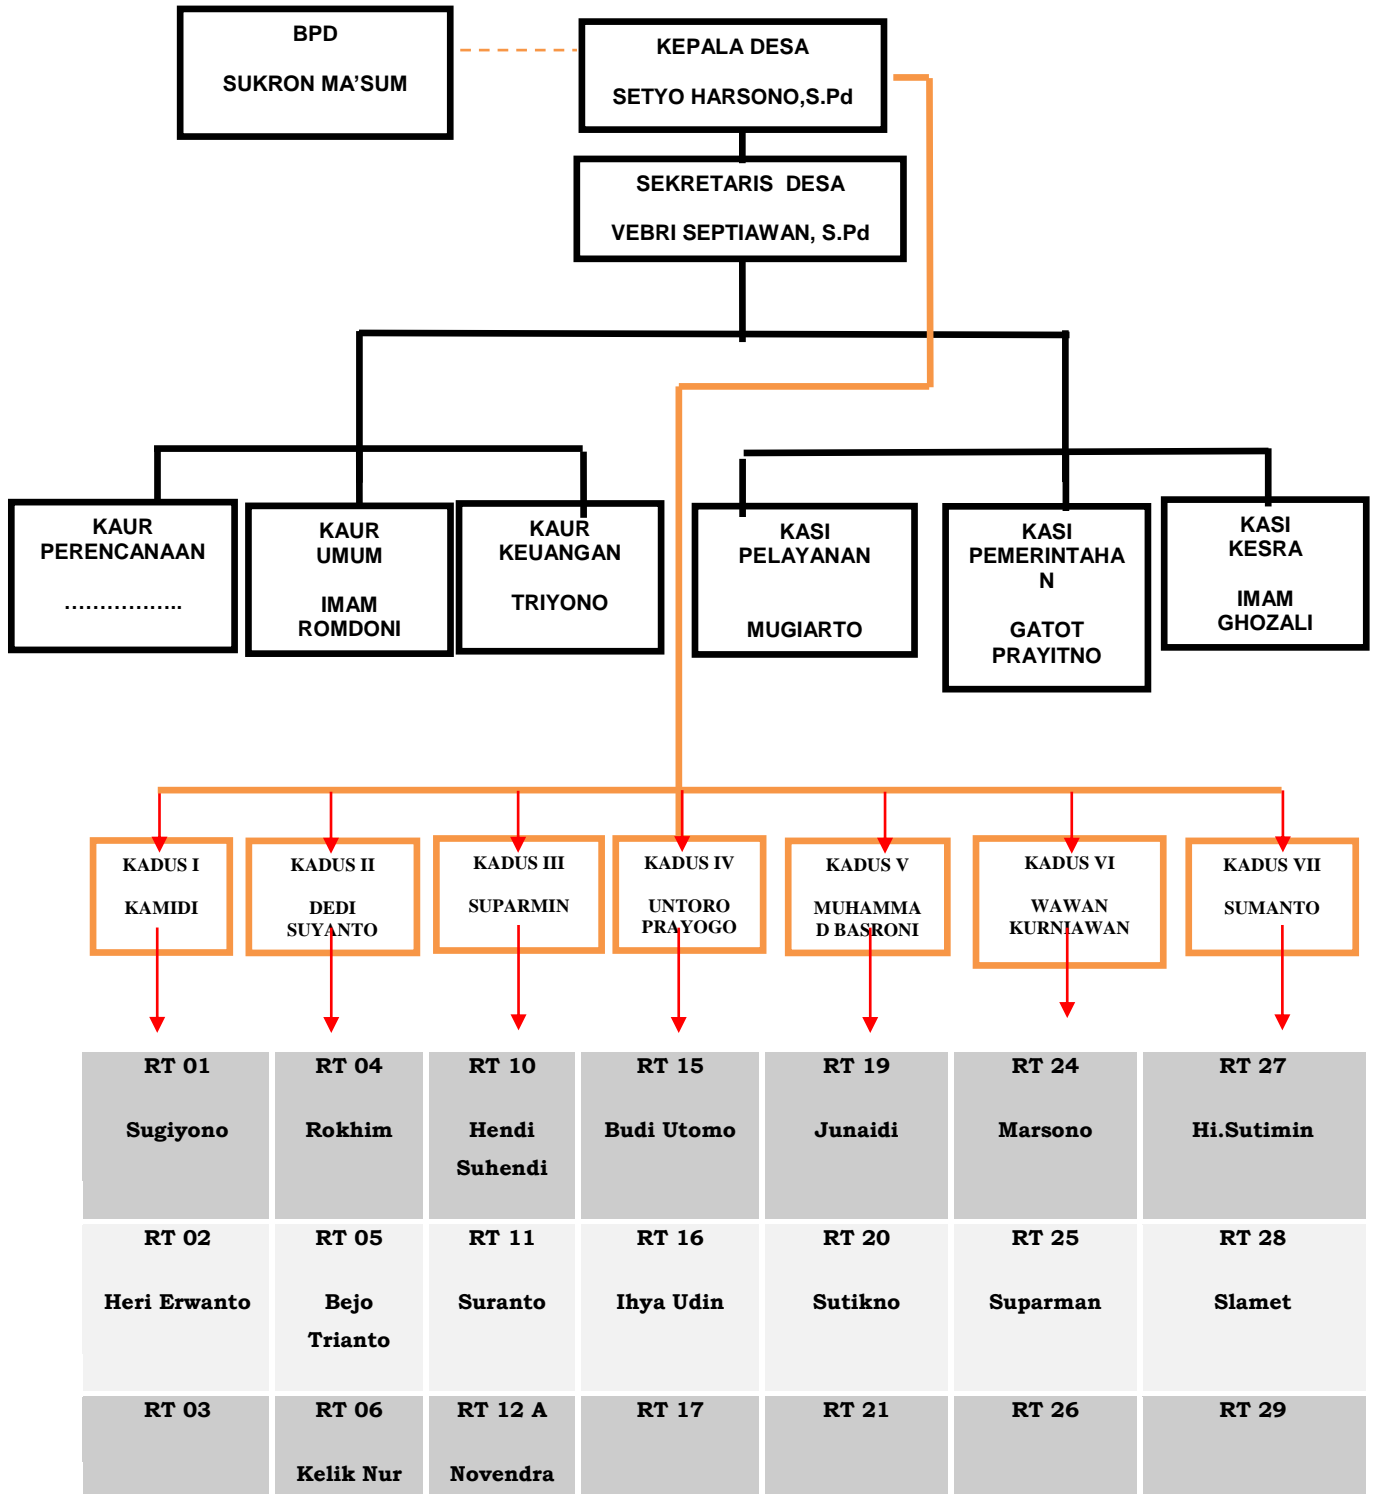 BPD
SUKRON MA'SUM
KEPALA DESA
SETYO HARSONO,S.Pd
SEKRETARIS DESA
VEBRI SEPTIAWAN, S.Pd
KAUR
PERENCANAAN
……………..
KAUR
UMUM
IMAM
ROMDONI
KAUR
KEUANGAN
TRIYONO
KASI
PELAYANAN
MUGIARTO
KASI
PEMERINTAHA
N
GATOT
PRAYITNO
KASI
KESRA
IMAM
GHOZALI
KADUS I
KAMIDI
KADUS II
DEDI
SUYANTO
KADUS III
SUPARMIN
KADUS IV
UNTORO
PRAYOGO
KADUS V
MUHAMMA
D BASRONI
KADUS VI
WAWAN
KURNIAWAN
KADUS VII
SUMANTO
RT 01
Sugiyono
RT 04
Rokhim
RT 10
Hendi
Suhendi
RT 15
Budi Utomo
RT 19
Junaidi
RT 24
Marsono
RT 27
Hi.Sutimin
RT 02
Heri Erwanto
RT 05
Bejo
Trianto
RT 11
Suranto
RT 16
Ihya Udin
RT 20
Sutikno
RT 25
Suparman
RT 28
Slamet
RT 03
RT 06
Kelik Nur
RT 12 A
Novendra
RT 17
RT 21
RT 26
RT 29